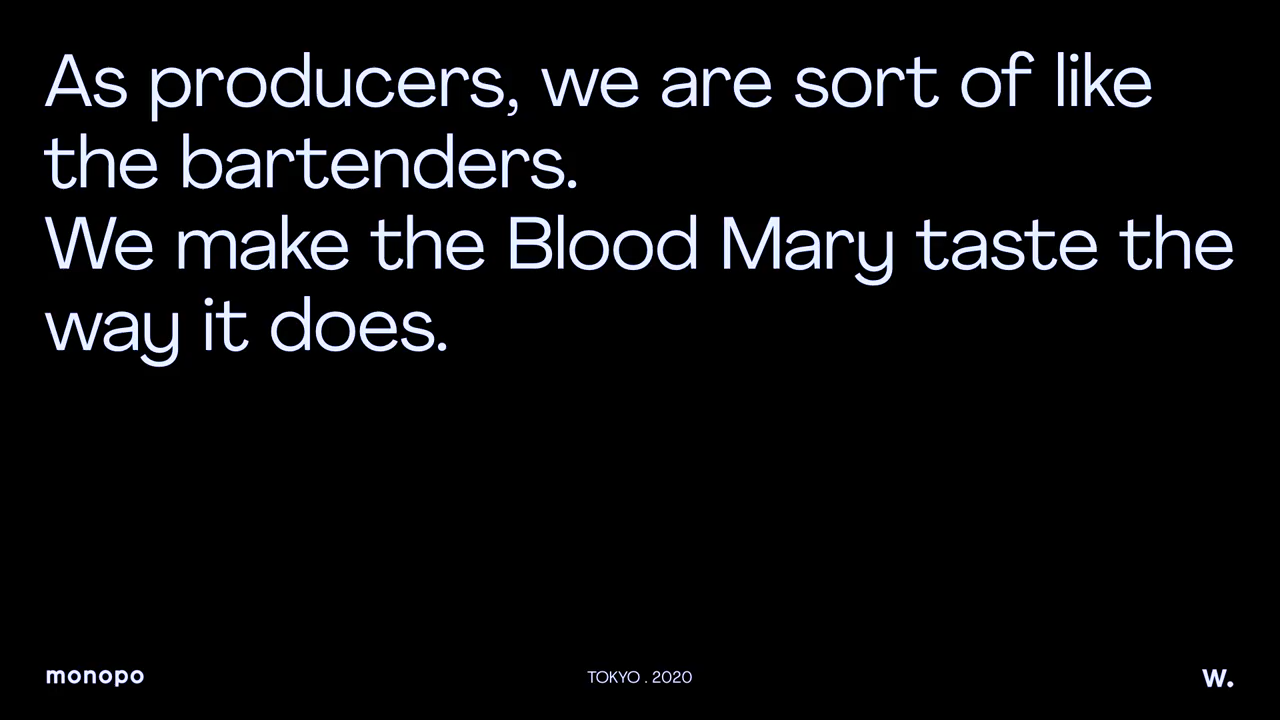 As producers, we are sort of like
the bartenders.
We make the Blood Mary taste the
way it does.
monopo
TOKYO . 2020
W.